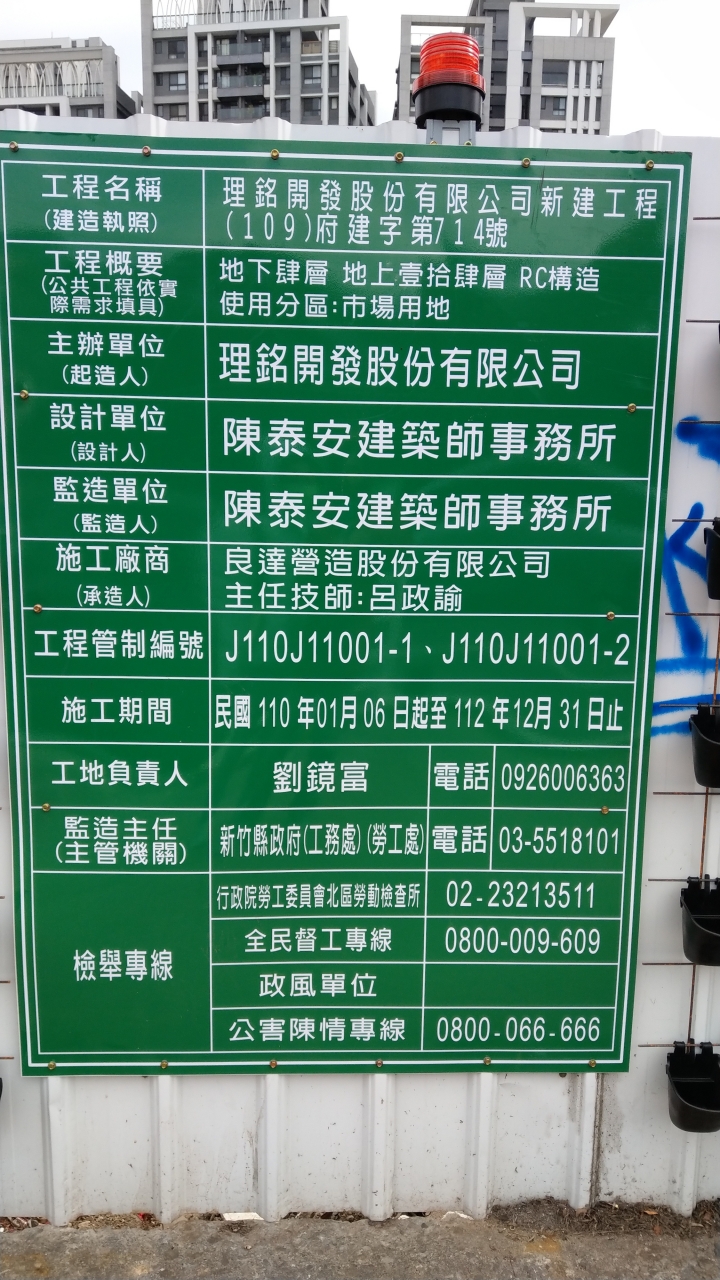 工程名稱
(建造執照)
理銘開發股份有限公司新建工程
(109)府建字第714號
工程概要
(公共工程依實
際需求填具)
地下肆層 地上壹拾肆層 RC構造
使用分區:市場用地
主辦單位
(起造人)
理銘開發股份有限公司
設計單位
(設計人)
陳泰安建築師事務所
監造單位
(監造人)
陳泰安建築師事務所
施工廠商
(承造人)
良達營造股份有限公司
主任技師:呂政諭
工程管制編號
J110J11001-1、J110J11001-2
施工期間
民國 110 年01月 06 日起至 112 年 12月 31 日止
工地負責人
劉鏡富
電話
0926006363
監造主任
(主管機關)
新竹縣政府(工務處)(勞工處)
電話
03-5518101
檢舉專線
行政院勞工委員會北區勞動檢查所
02-23213511
全民督工專線
0800-009-609
政風單位
公害陳情專線
0800-066-666